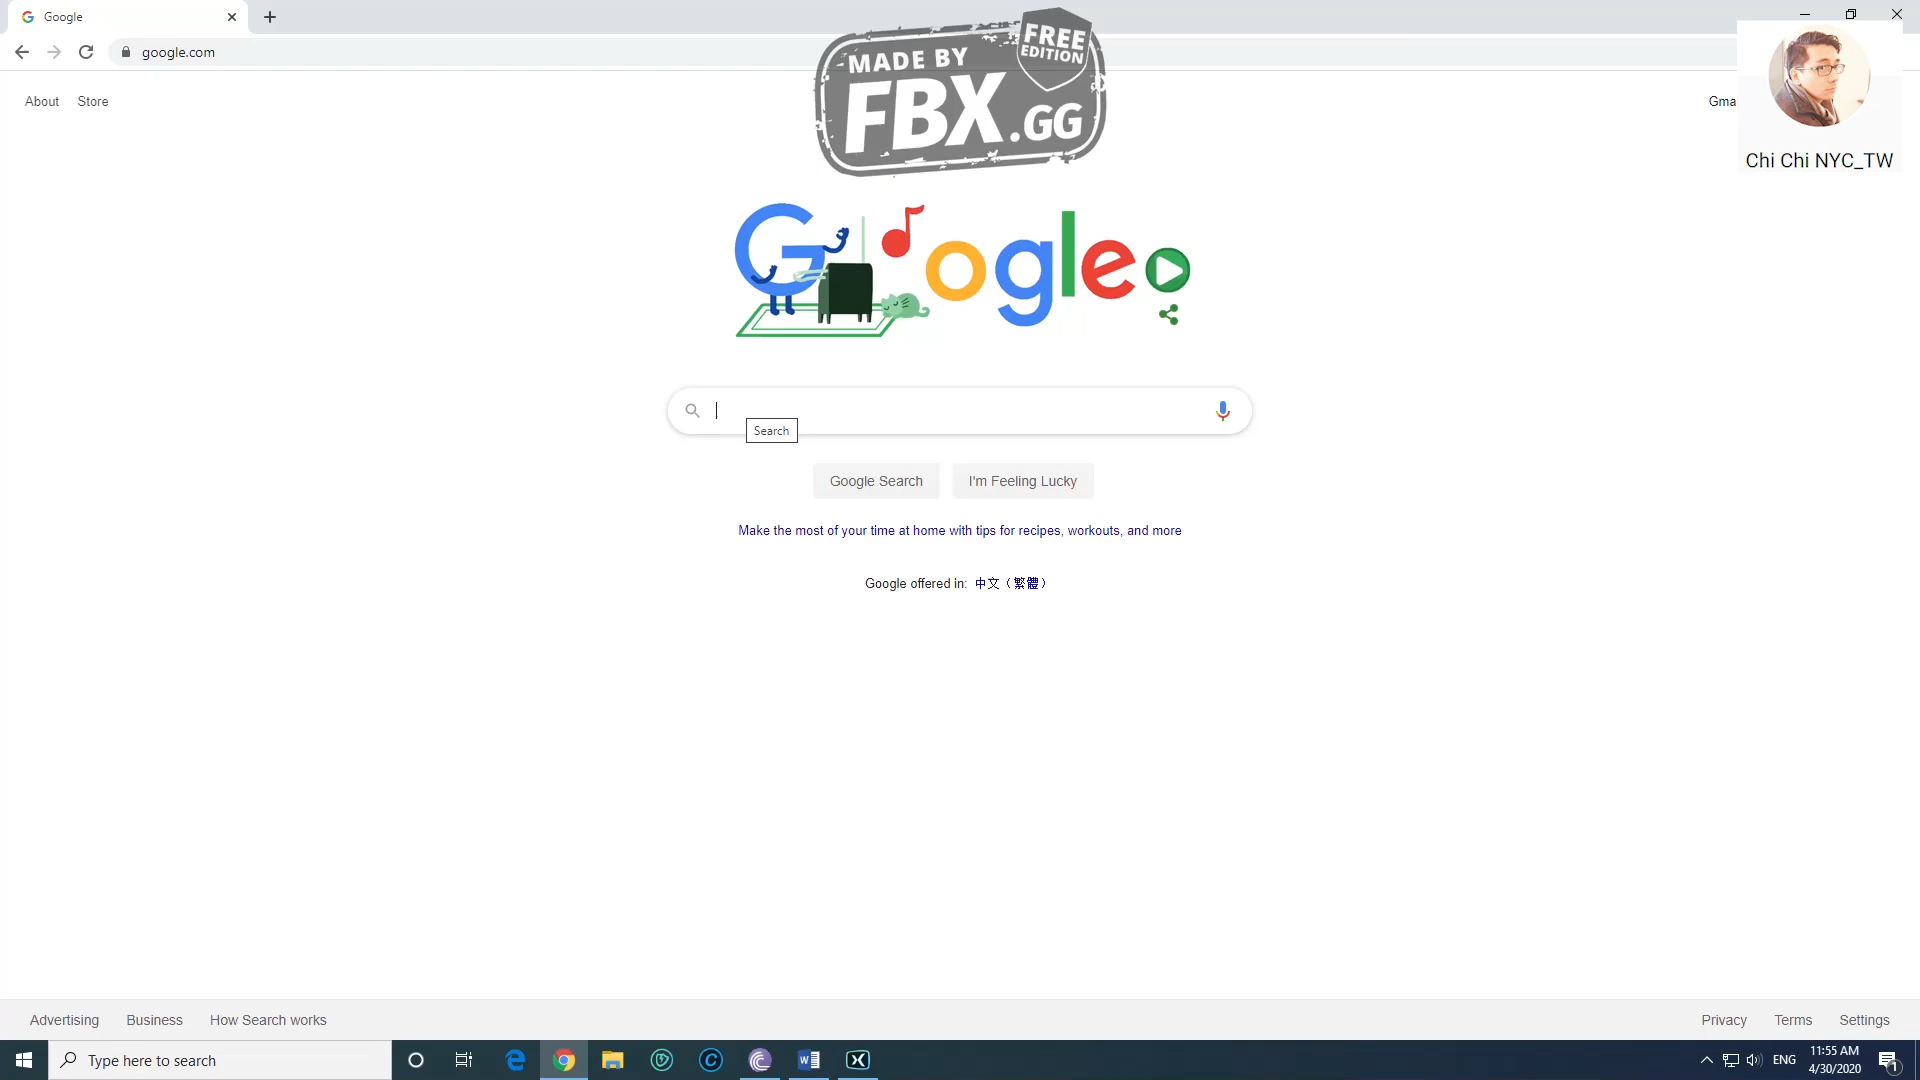 Google
google.com
MADE BY
FBX.GG
FREE
EDITION
About
Store
Gma
Chi Chi NYC_TW
Google
Search
Google Search
I'm Feeling Lucky
Make the most of your time at home with tips for recipes, workouts, and more
Google offered in: 中文（繁體）
Advertising
Business
How Search works
Privacy
Terms
Settings
Type here to search
ENG
11:55 AM
4/30/2020
1